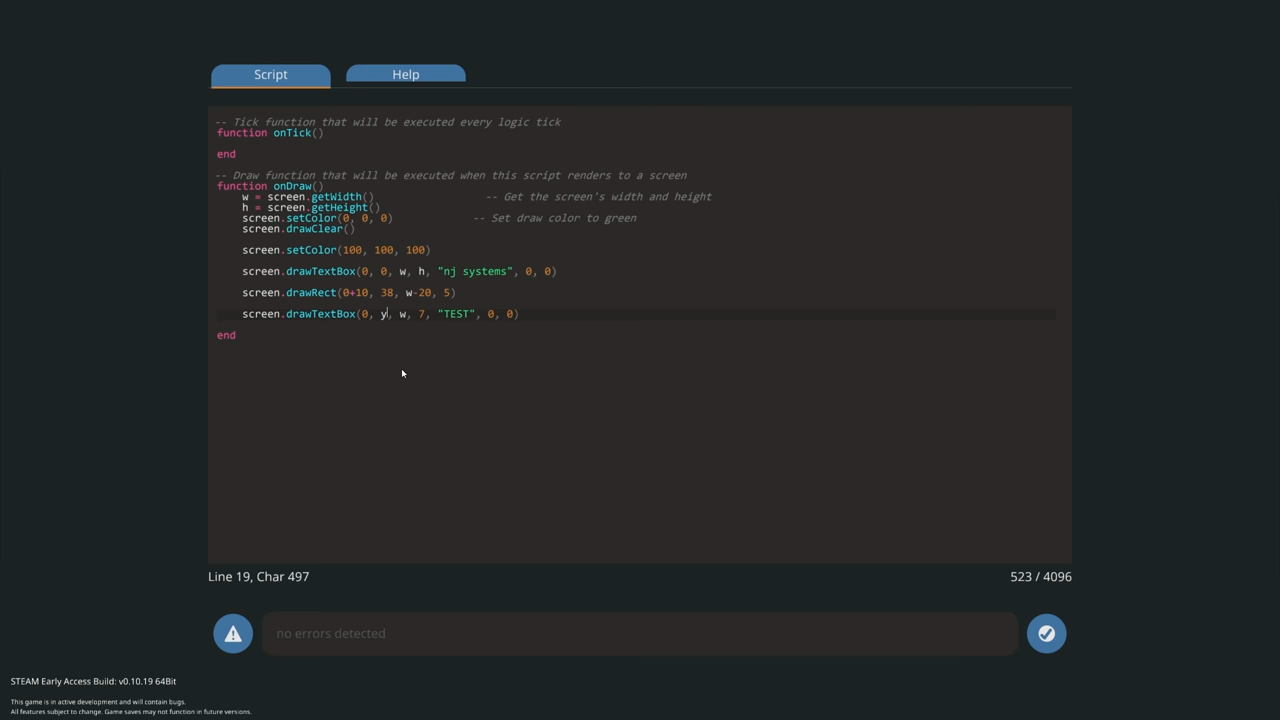 Script
Help
-- Tick function that will be executed every logic tick
function onTick()
end
-- Draw function that will be executed when this script renders to a screen
function onDraw()
w = screen.getWidth() -- Get the screen's width and height
h = screen.getHeight()
screen.setColor(0, 0, 0) -- Set draw color to green
screen.drawClear()
screen.setColor(100, 100, 100)
screen.drawTextBox(0, 0, w, h, "nj systems", 0, 0)
screen.drawRect(0+10, 38, w-20, 5)
screen.drawTextBox(0, y, w, 7, "TEST", 0, 0)
end
Line 19, Char 497
523 / 4096
no errors detected
STEAM Early Access Build: v0.10.19 64Bit
This game is in active development and will contain bugs.
All features subject to change. Game saves may not function in future versions.